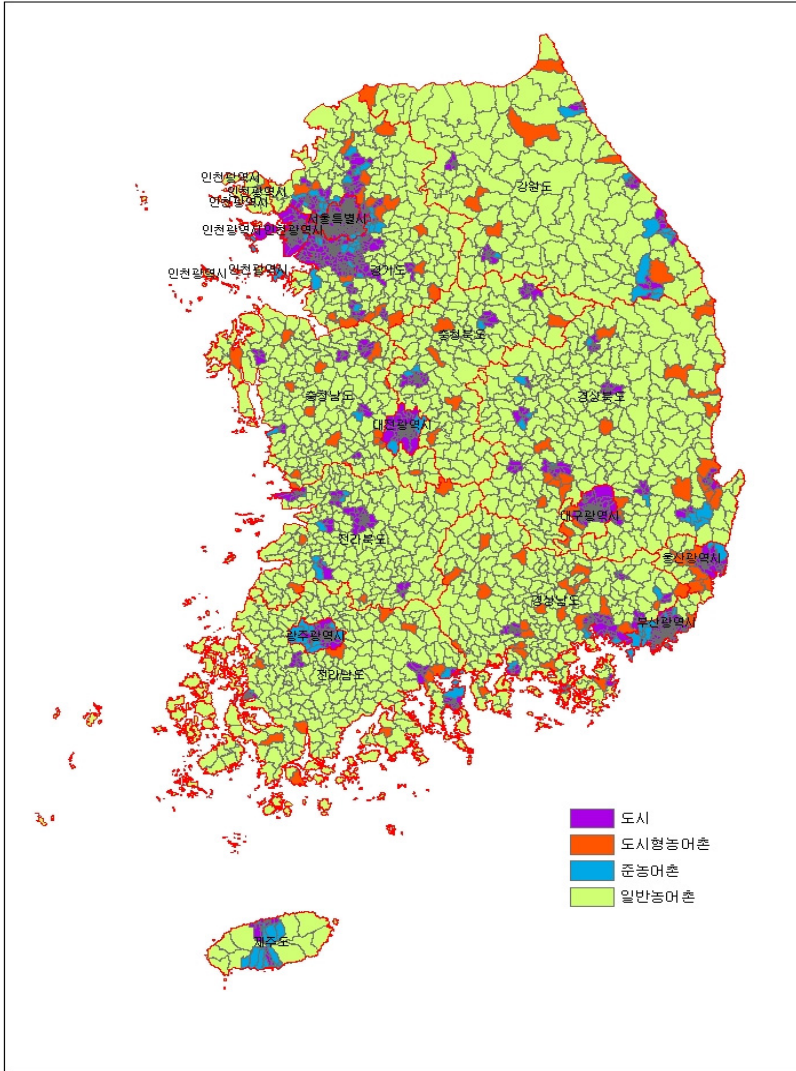 인천광역시
인천광역시
인천광역시
강원도
서울특별시
인천광역시인천광역시
인천광역시
인천광역시
경기도
충청북도
충청남도
경상북도
대전광역시
대구광역시
전라북도
울산광역시
경상남도
부산광역시
광주광역시
전라남도
도시
도시형농어촌
준농어촌
일반농어촌
제주도